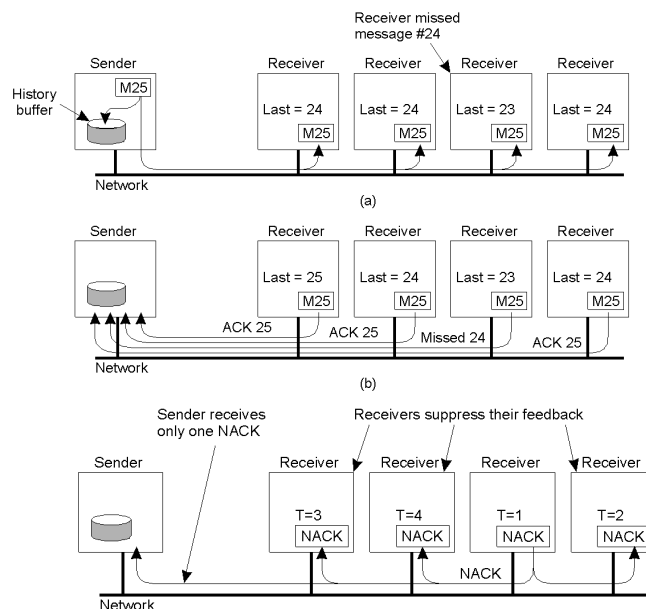 Receiver missed
message #24
Sender
Receiver
Receiver
Receiver
Receiver
History
buffer
M25
Last = 24
Last = 24
Last = 23
Last = 24
M25
M25
M25
M25
Network
(a)
Sender
Receiver
Receiver
Receiver
Receiver
Last = 25
Last = 24
Last = 23
Last = 24
M25
M25
M25
M25
ACK 25
ACK 25
Missed 24
ACK 25
Network
(b)
Sender receives
only one NACK
Receivers suppress their feedback
Sender
Receiver
Receiver
Receiver
Receiver
T=3
T=4
T=1
T=2
NACK
NACK
NACK
NACK
NACK
Network